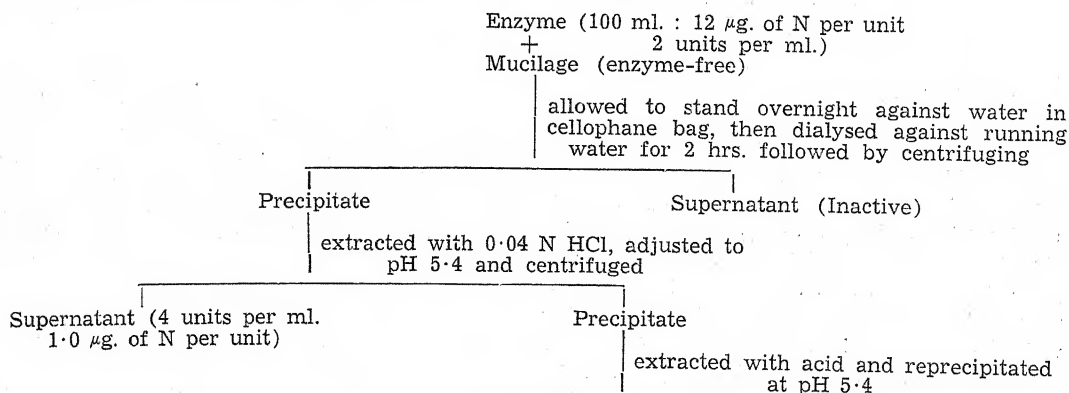 Enzyme (100 ml. : 12 μg. of N per unit
+ 2 units per ml.)
Mucilage (enzyme-free)
allowed to stand overnight against water in
cellophane bag, then dialysed against running
water for 2 hrs. followed by centrifuging
Precipitate Supernatant (Inactive)
extracted with 0·04 N HCl, adjusted to
pH 5·4 and centrifuged
Supernatant (4 units per ml. Precipitate
1·0 μg. of N per unit)
extracted with acid and reprecipitated
at pH 5·4